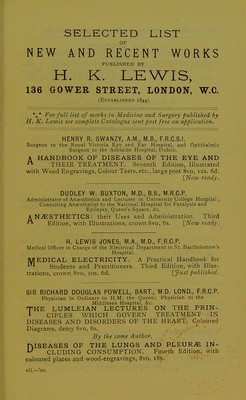 SELECTED LIST
OF
NEW AND RECENT WORKS
PUBLISHED BY
H. K. LEWIS,
136 GOWER STREET, LONDON, W.C.
(ESTABLISHED 1844).
*** For full list of works in Medicine and Surgery published by
H. K. Lewis see complete Catalogue sent post free on application.
HENRY R. SWANZY, A.M., M.B., F.R.C.S.I.
Surgeon to the Royal Victoria Eye and Ear Hospital, and Ophthalmic
Surgeon to the Adelaide Hospital, Dublin.
A HANDBOOK OF DISEASES OF THE EYE AND
THEIR TREATMENT. Seventh Edition, Illustrated
with Wood Engravings, Colour Tests, etc., large post 8vo, 12s. 6d.
[Now ready.
DUDLEY W. BUXTON, M.D., B.S., M.R.C.P.
Administrator of Anæsthetics and Lecturer in University College Hospital;
Consulting Anæsthetist to the National Hospital for Paralysis and
Epilepsy, Queen's Square, &c.
ANÆSTHETICS: their Uses and Administration. Third
Edition, with Illustrations, crown 8vo, 6s. [Now ready.
H. LEWIS JONES, M.A., M.D., F.R.C.P.
Medical Officer in Charge of the Electrical Department in St. Bartholomew's
Hospital.
MEDICAL ELECTRICITY. A Practical Handbook for
Students and Practitioners. Third Edition, with Illus-
trations, crown 8vo, 10s. 6d. [Just published.
SIR RICHARD DOUGLAS POWELL, BART., M.D. LOND., F.R.C.P.
Physician in Ordinary to H.M. the Queen; Physician to the
Middlesex Hospital, &c.
THE LUMLEIAN LECTURES ON THE PRIN-
CIPLES WHICH GOVERN TREATMENT IN
DISEASES AND DISORDERS OF THE HEART. Coloured
Diagrams, demy 8vo, 6s.
By the same Author.
DISEASES OF THE LUNGS AND PLEURÆ IN-
CLUDING CONSUMPTION. Fourth Edition, with
coloured plates and wood-engravings, 8vo, 18s.